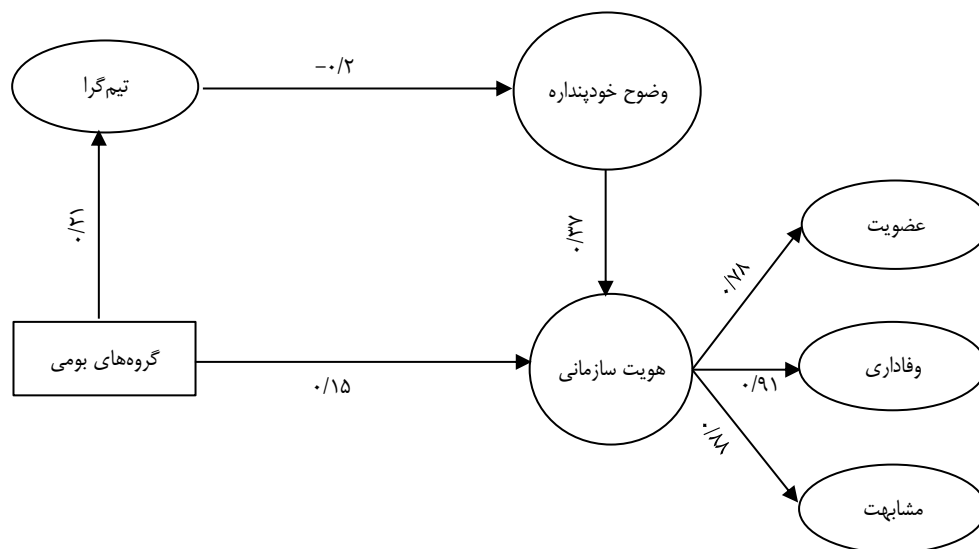 تیم‌گرا
-۰/۲
وضوح خودپنداره
۰/۲۱
۰/۳۷
عضویت
۰/۷۸
گروه‌های بومی
۰/۱۵
هویت سازمانی
۰/۹۱
وفاداری
۰/۸۸
مشابهت